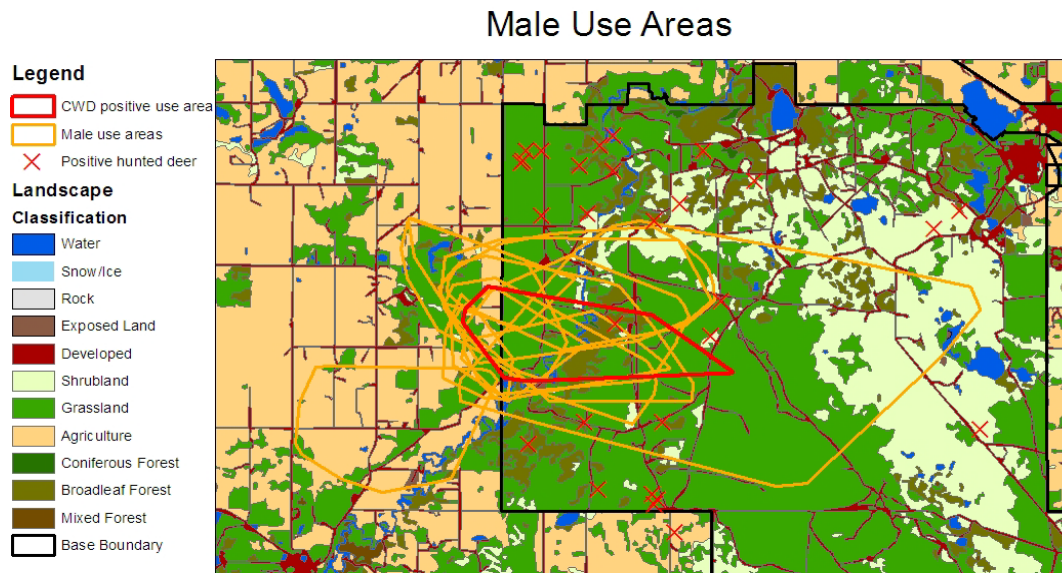 Male Use Areas
Legend
CWD positive use area
Male use areas
Positive hunted deer
Landscape
Classification
Water
Snow/Ice
Rock
Exposed Land
Developed
Shrubland
Grassland
Agriculture
Coniferous Forest
Broadleaf Forest
Mixed Forest
Base Boundary